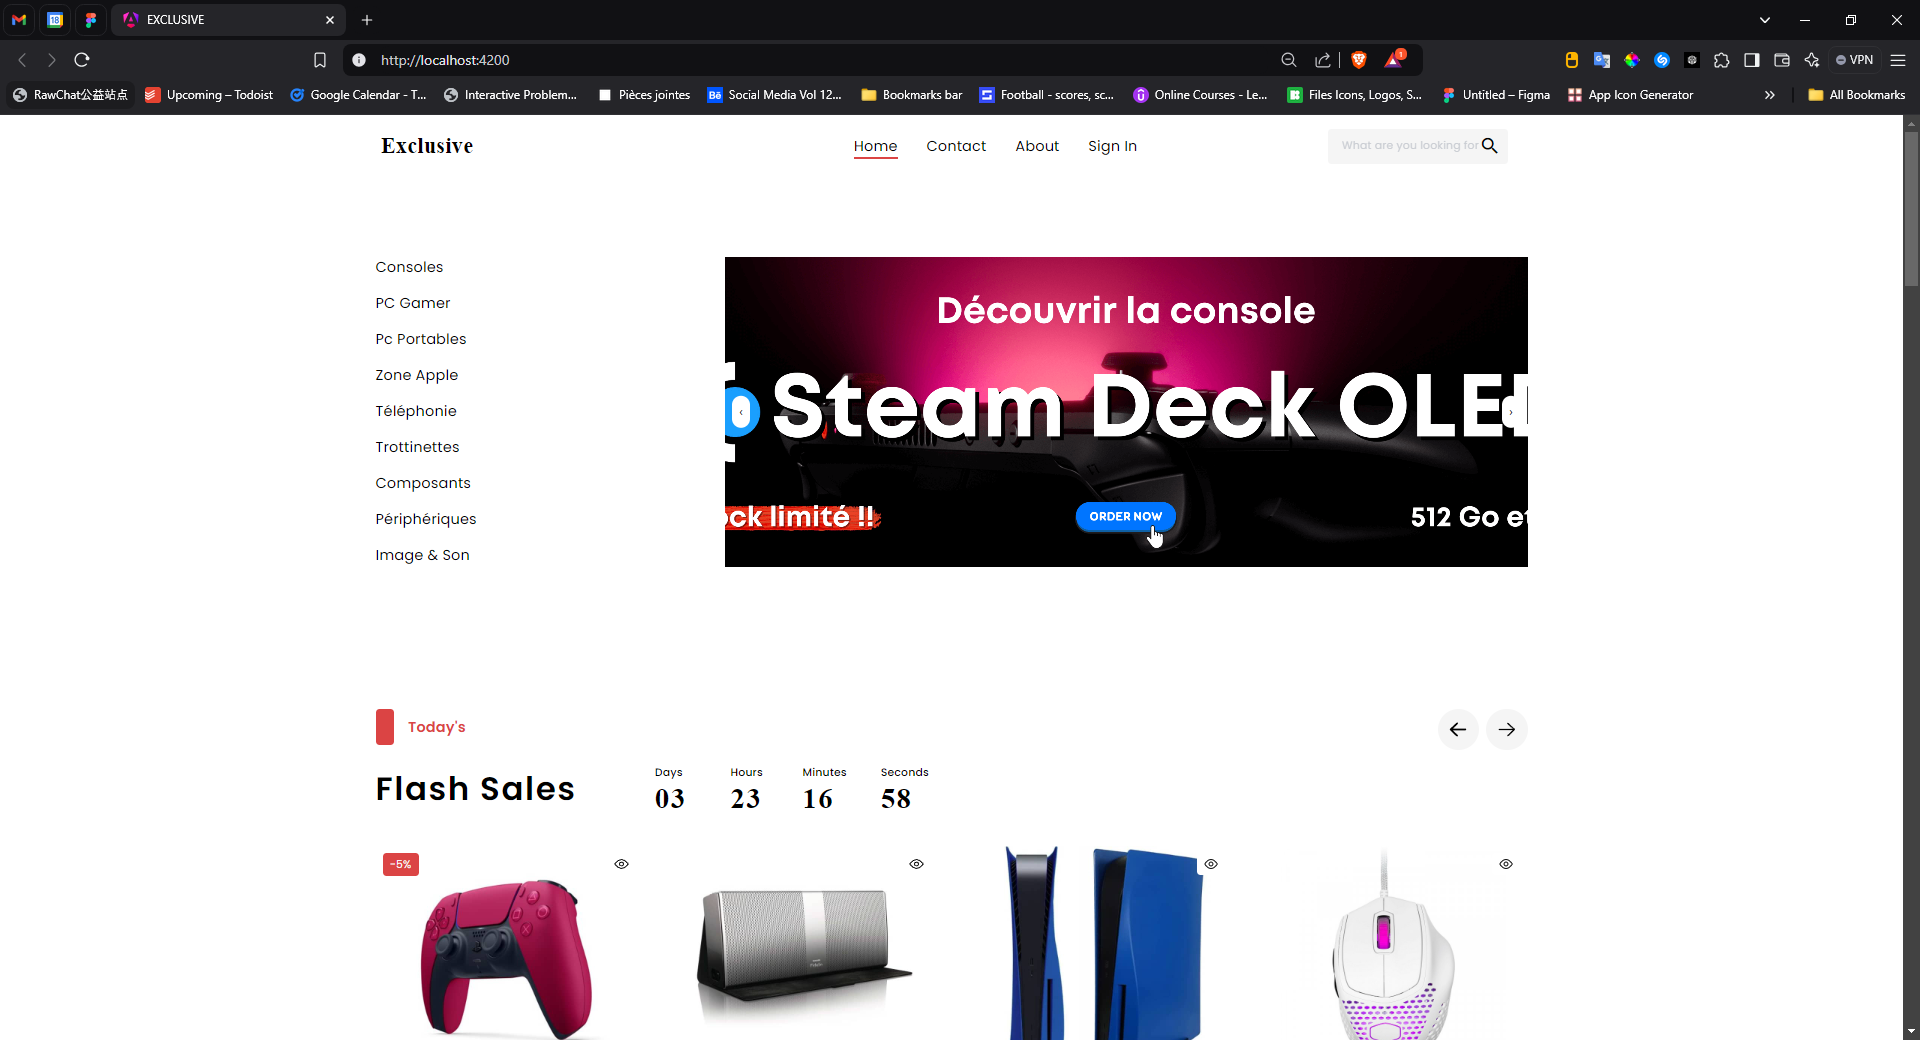 EXCLUSIVE
http://localhost:4200
1
VPN
RawChat公益站点
Upcoming – Todoist
Google Calendar - T...
Interactive Problem...
Pièces jointes
Bē
Social Media Vol 12...
Bookmarks bar
Football - scores, sc...
Online Courses - Le...
Files Icons, Logos, S...
Untitled – Figma
App Icon Generator
All Bookmarks
Exclusive
Home
Contact
About
Sign In
What are you looking for
Consoles
PC Gamer
Pc Portables
Zone Apple
Téléphonie
Trottinettes
Composants
Périphériques
Image & Son
Découvrir la console
Steam Deck OLED
ck limité !!
ORDER NOW
512 Go et
Today's
Flash Sales
Days
Hours
Minutes
Seconds
03
23
16
58
-5%